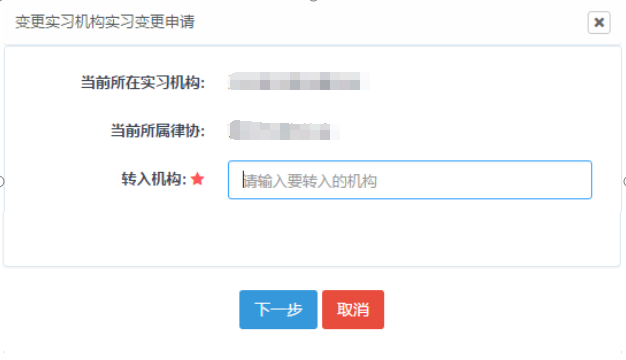 变更实习机构实习变更申请
当前所在实习机构:
当前所属律协:
转入机构: 请输入要转入的机构
下一步 取消